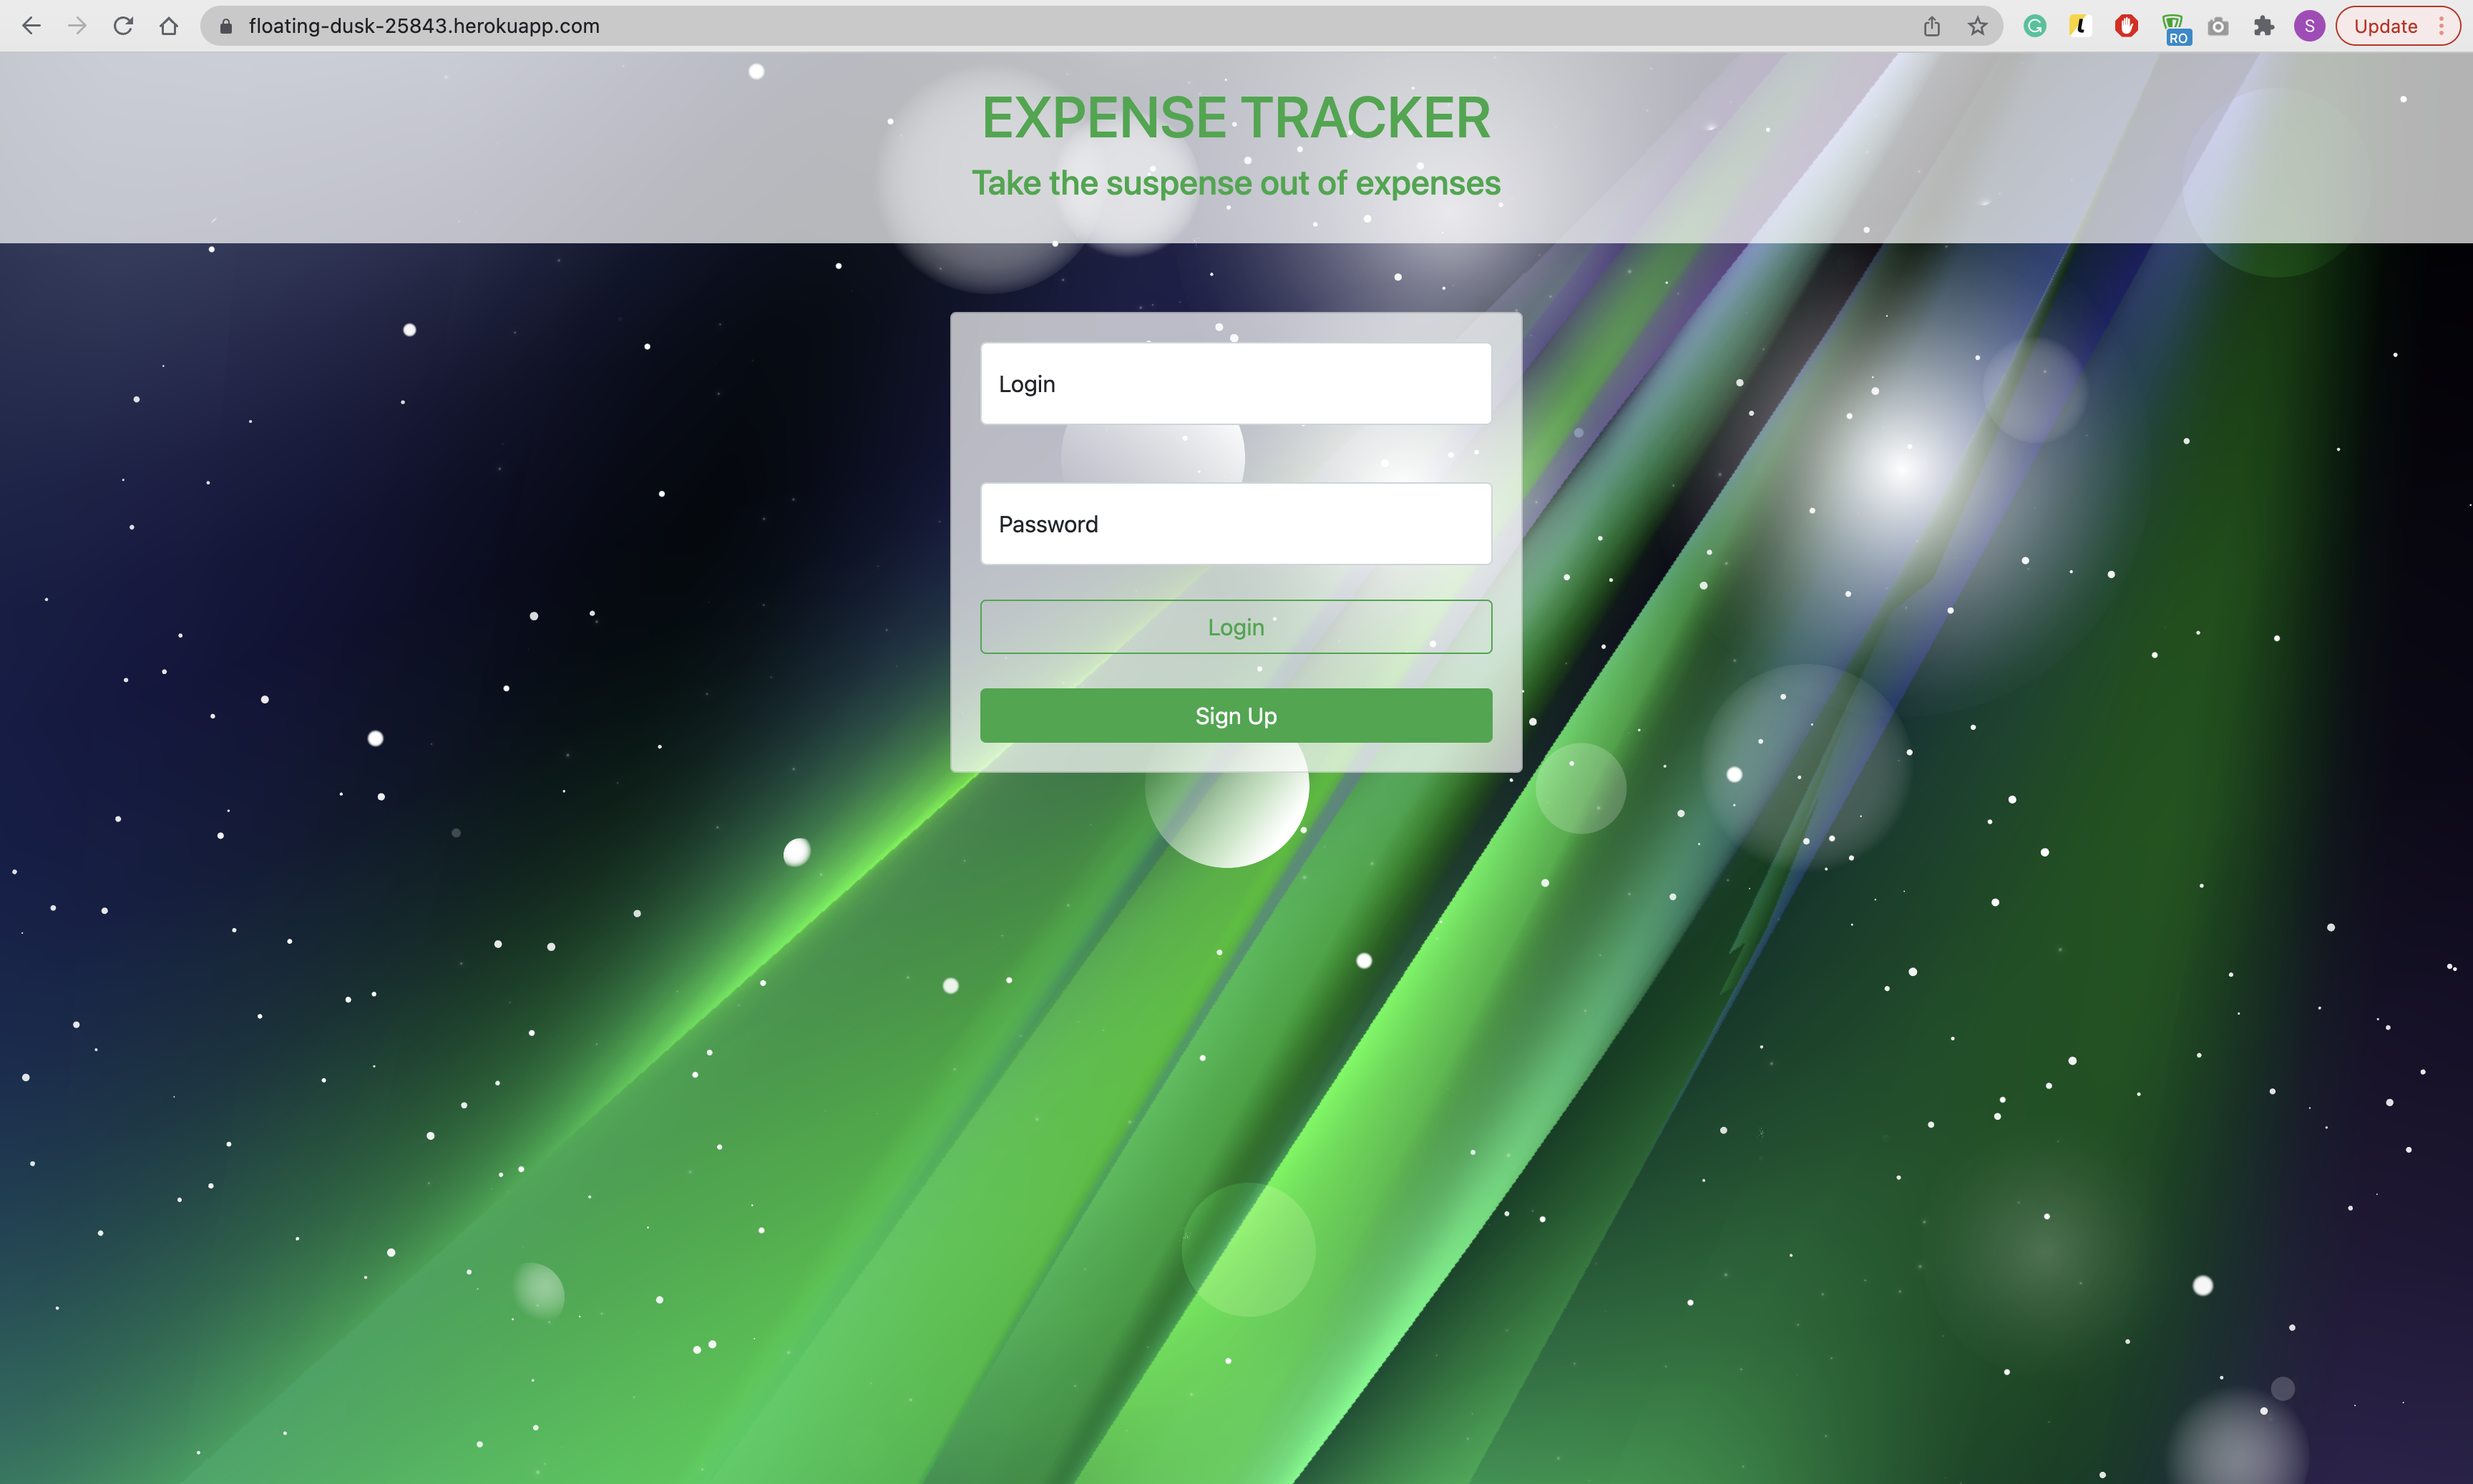 floating-dusk-25843.herokuapp.com
RO
S
Update
EXPENSE TRACKER
Take the suspense out of expenses
Login
Password
Login
Sign Up